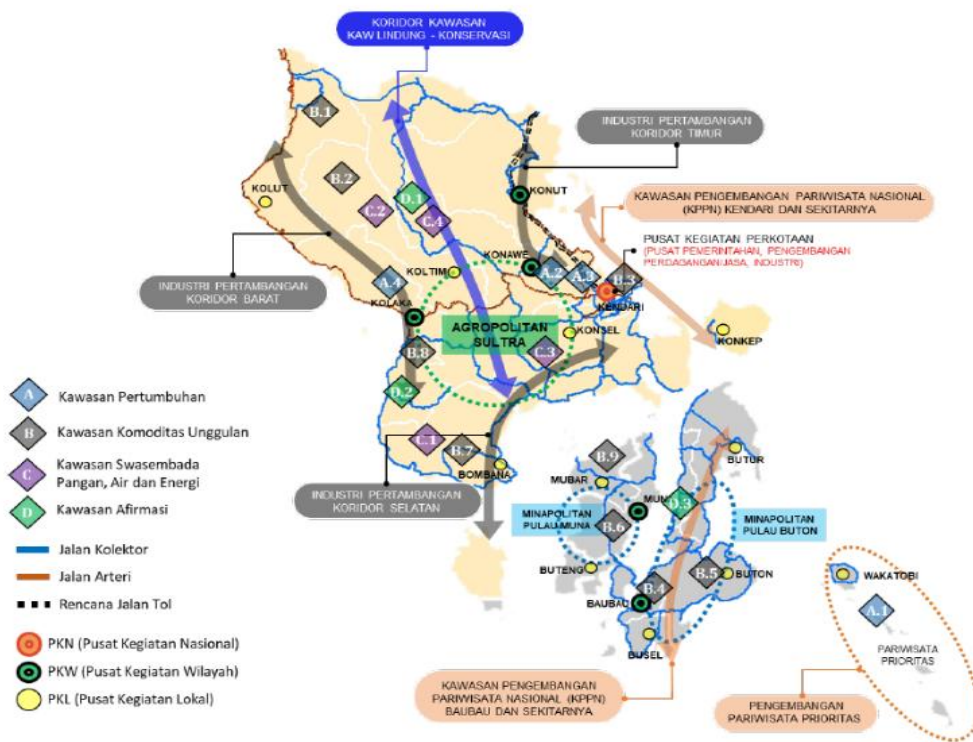 KORIDOR KAWASAN
KAW LINDUNG - KONSERVASI
INDUSTRI PERTAMBANGAN
KORIDOR TIMUR
B.1
KOLUT
B.2
C.2
D.1
C.4
KONUT
KAWASAN PENGEMBANGAN PARIWISATA NASIONAL
(KPPN) KENDARI DAN SEKITARNYA
PUSAT KEGIATAN PERKOTAAN
(PUSAT PEMERINTAHAN, PENGEMBANGAN
PERDAGANGAN/JASA, INDUSTRI)
INDUSTRI PERTAMBANGAN
KORIDOR BARAT
A.4
KOLTIM
KONAWE
A.2
A.3
B.3
KENDARI
KOLAKA
AGROPOLITAN
SULTRA
KONSEL
KONKEP
B.8
C.3
D.2
C.1
B.7
BOMBANA
INDUSTRI PERTAMBANGAN
KORIDOR SELATAN
A
Kawasan Pertumbuhan
B
Kawasan Komoditas Unggulan
C
Kawasan Swasembada
Pangan, Air dan Energi
D
Kawasan Afirmasi
Jalan Kolektor
Jalan Arteri
Rencana Jalan Tol
PKN (Pusat Kegiatan Nasional)
PKW (Pusat Kegiatan Wilayah)
PKL (Pusat Kegiatan Lokal)
B.9
MUBAR
BUTUR
MUN
D.3
MINAPOLITAN
PULAU MUNA
B.6
MINAPOLITAN
PULAU BUTON
BUTENG
B.5
BUTON
B.4
BAUBAU
BUSEL
WAKATOBI
A.1
PARIWISATA
PRIORITAS
KAWASAN PENGEMBANGAN
PARIWISATA NASIONAL (KPPN)
BAUBAU DAN SEKITARNYA
PENGEMBANGAN
PARIWISATA PRIORITAS